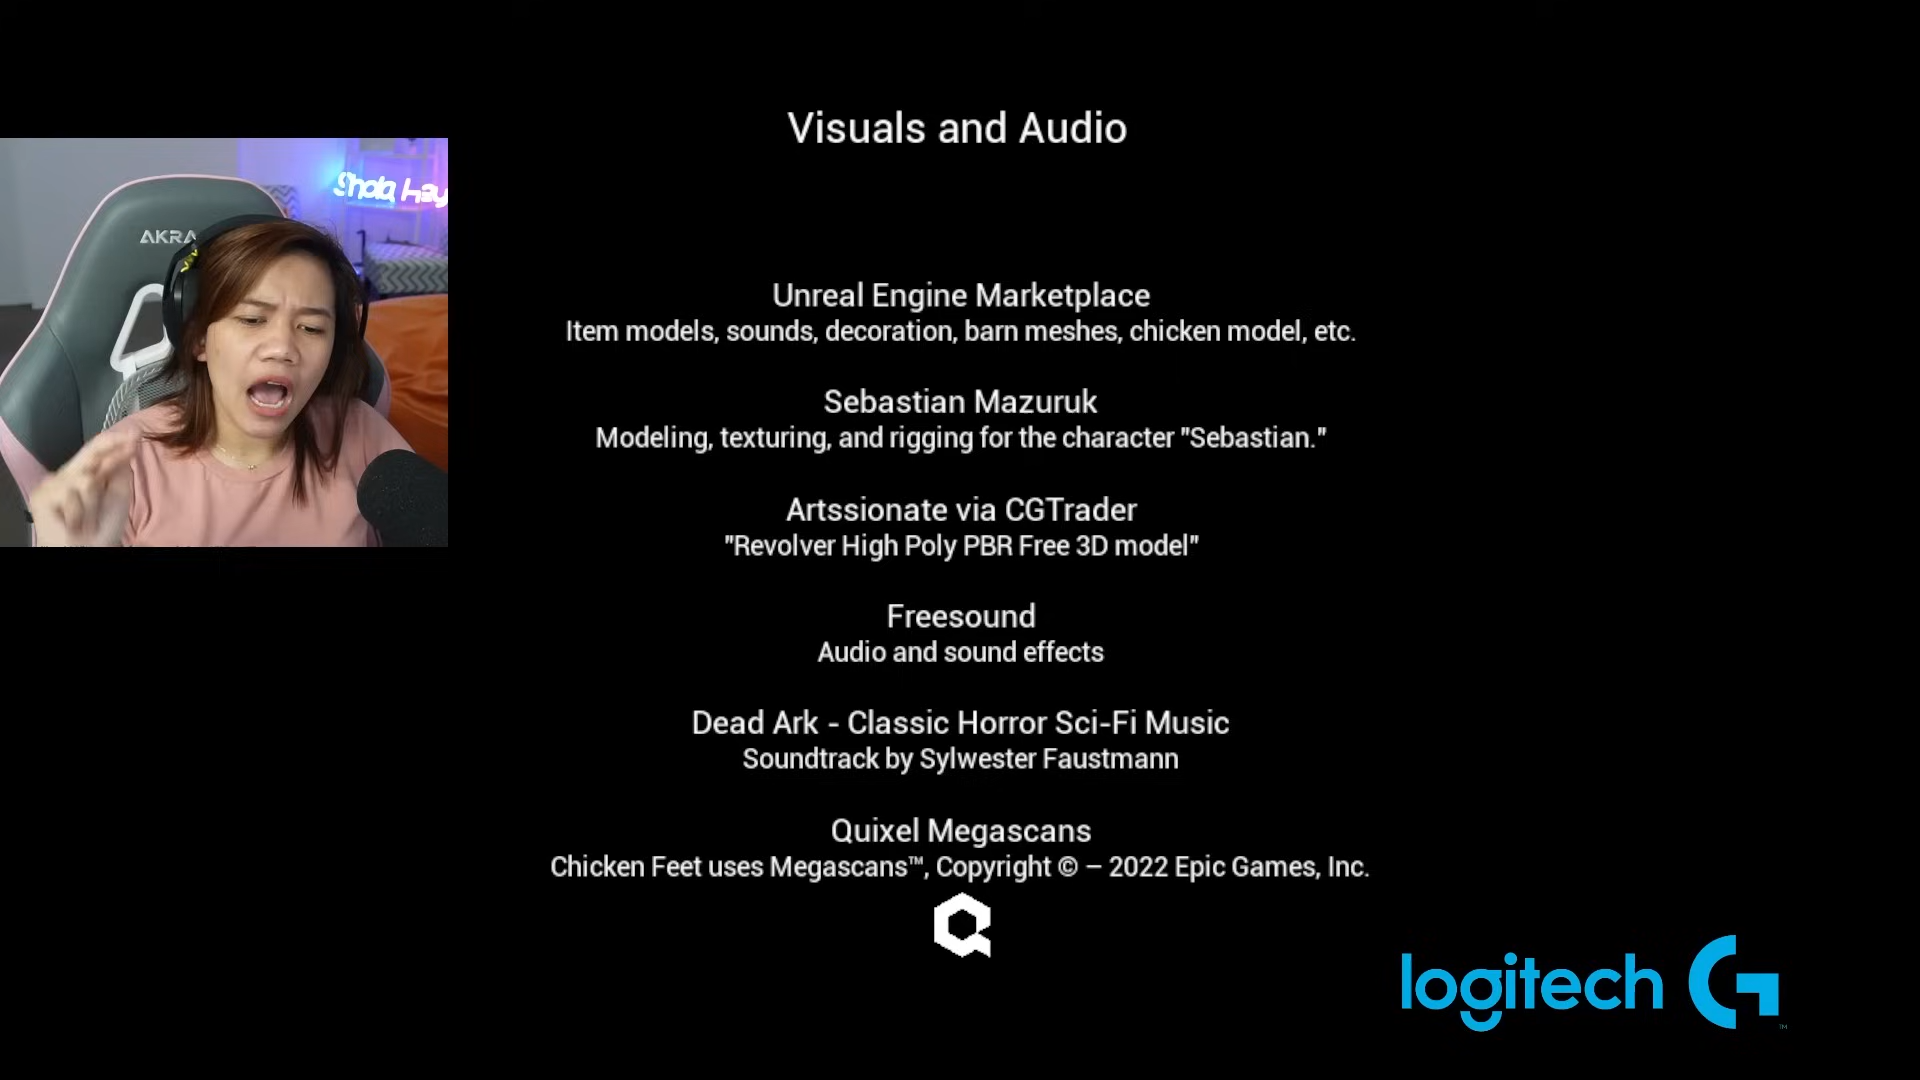 Visuals and Audio
Shola Hay
AKRA
Unreal Engine Marketplace
Item models, sounds, decoration, barn meshes, chicken model, etc.
Sebastian Mazuruk
Modeling, texturing, and rigging for the character "Sebastian."
Artssionate via CGTrader
"Revolver High Poly PBR Free 3D model"
Freesound
Audio and sound effects
Dead Ark - Classic Horror Sci-Fi Music
Soundtrack by Sylwester Faustmann
Quixel Megascans
Chicken Feet uses Megascans™, Copyright © – 2022 Epic Games, Inc.
logitech G™